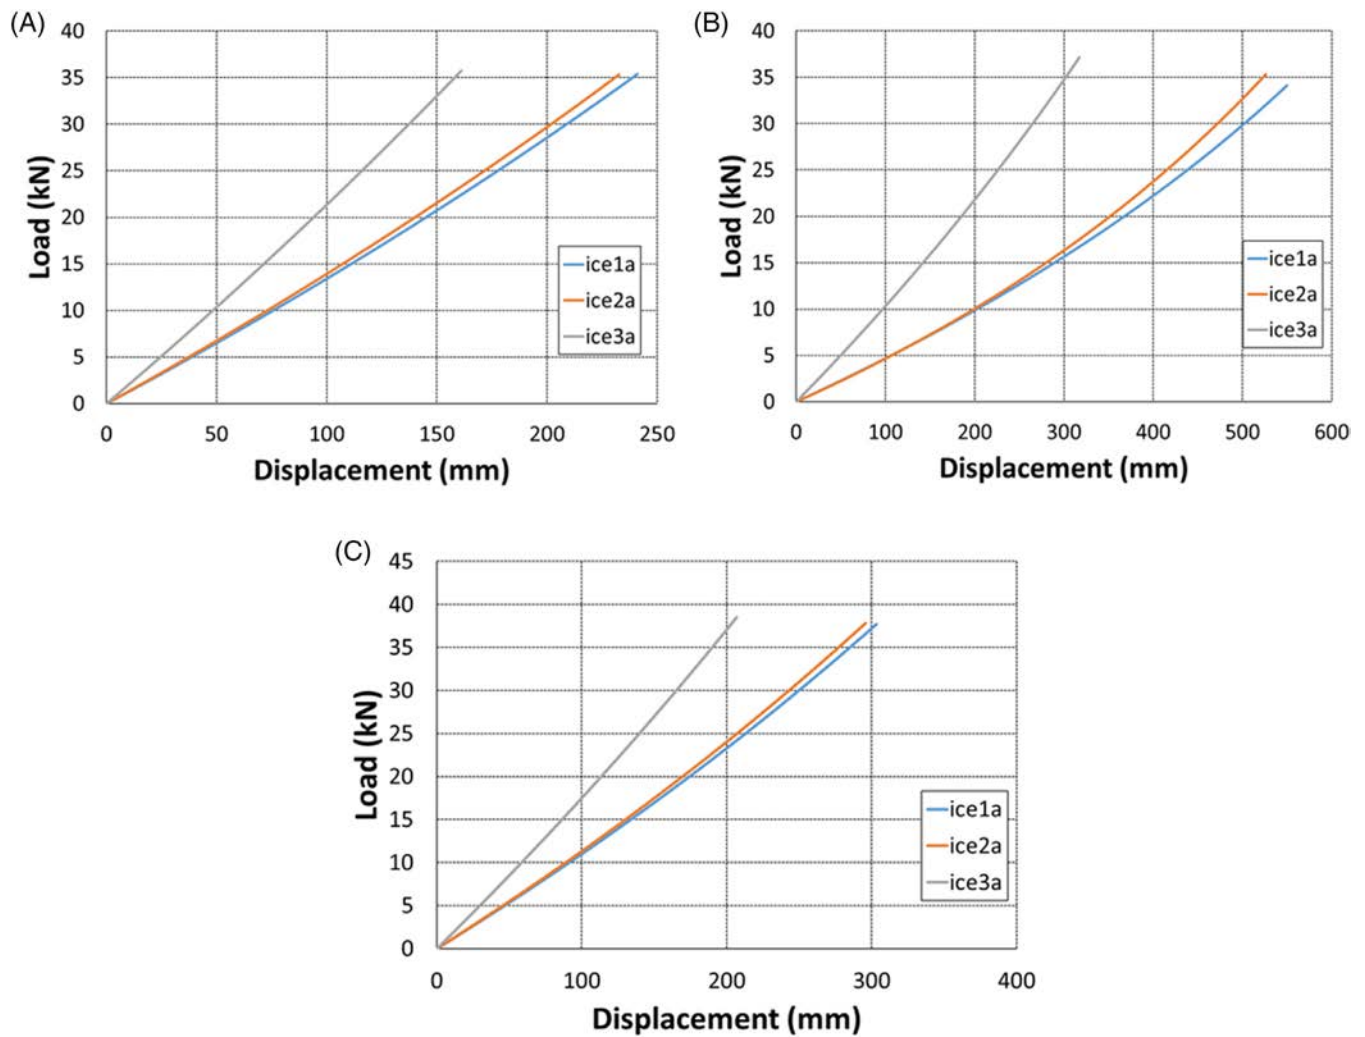 (A)
40
35
30
25
20
15
10
5
0
Load (kN)
0 50 100 150 200 250
Displacement (mm)
ice1a
ice2a
ice3a
(B)
40
35
30
25
20
15
10
5
0
Load (kN)
0 100 200 300 400 500 600
Displacement (mm)
ice1a
ice2a
ice3a
(C)
45
40
35
30
25
20
15
10
5
0
Load (kN)
0 100 200 300 400
Displacement (mm)
ice1a
ice2a
ice3a